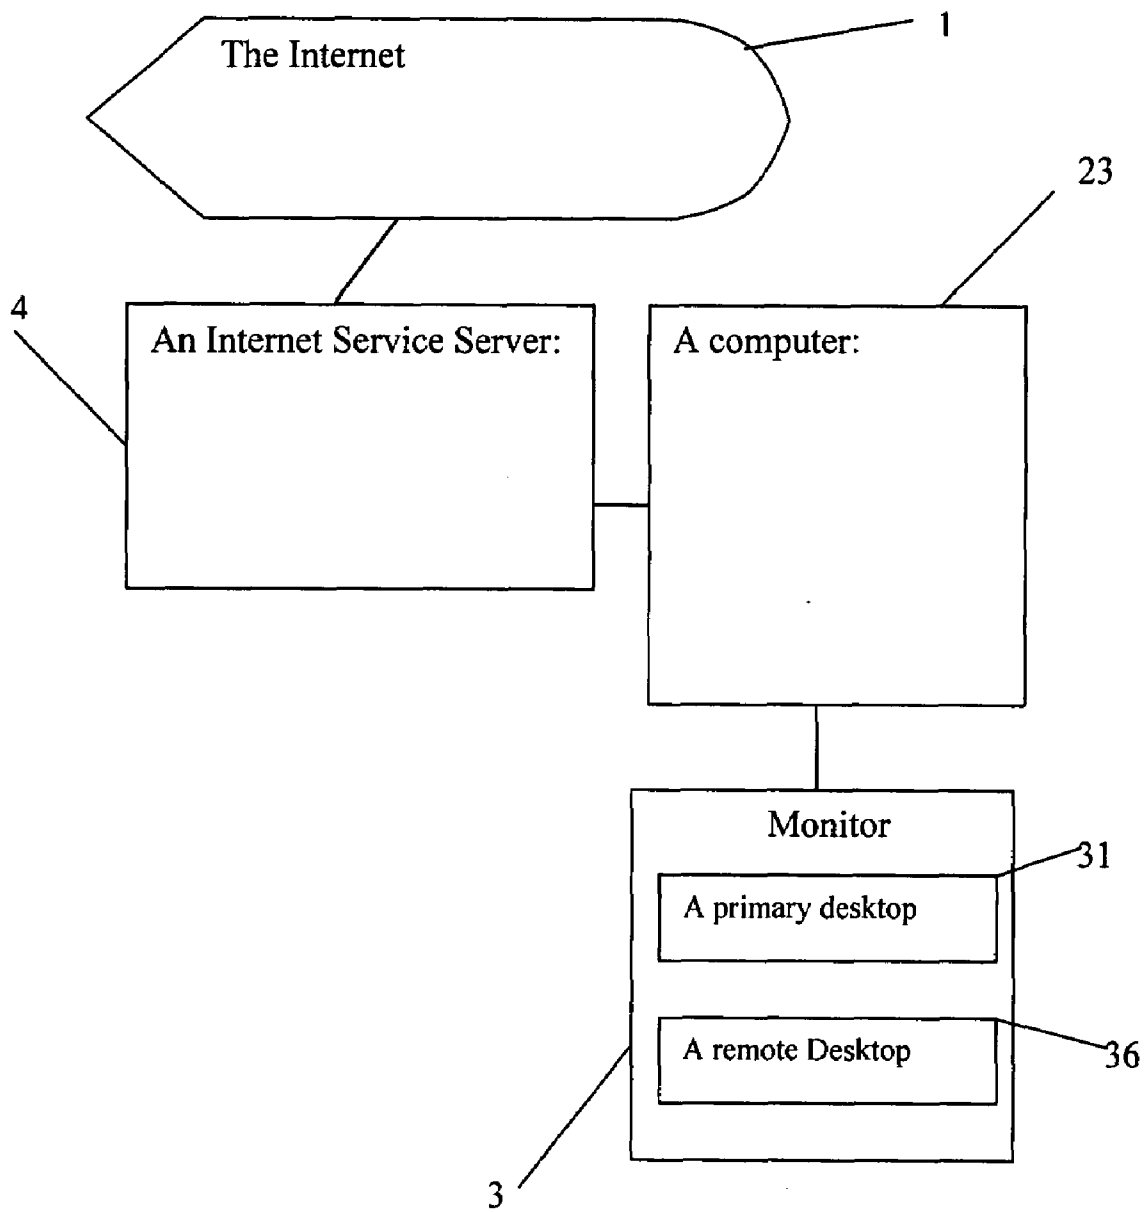 The Internet
1
23
4
An Internet Service Server:
A computer:
Monitor
31
A primary desktop
A remote Desktop
36
3